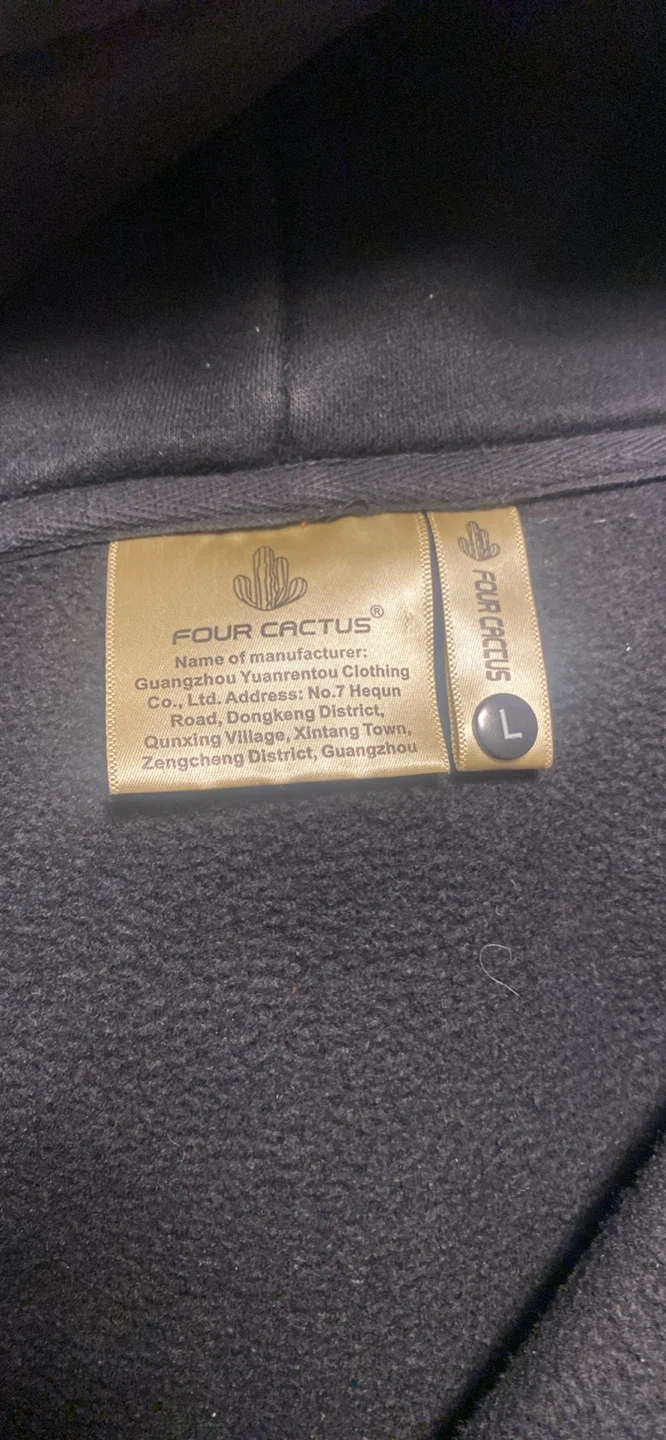 FOUR CACTUS®
Name of manufacturer:
Guangzhou Yuanrentou Clothing
Co., Ltd. Address: No.7 Hequn
Road, Dongkeng District,
Qunxing Village, Xintang Town,
Zengcheng District, Guangzhou
FOUR CACTUS
L